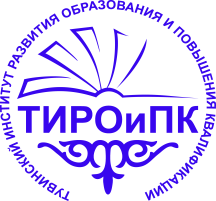 ТУВИНСКИЙ ИНСТИТУТ РАЗВИТИЯ ОБРАЗОВАНИЯ И ПОВЫШЕНИЯ КВАЛИФИКАЦИИ
ТИРОиПК